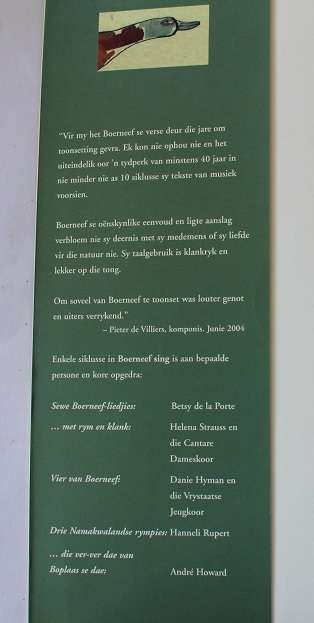 “Vir my het Boerneef se verse deur die jare om
toonsetting gevra. Ek kon nie ophou nie en het
uiteindelik oor ’n tydperk van minstens 40 jaar in
nie minder nie as 10 siklusse sy tekste van musiek
voorsien.
Boerneef se oënskynlike eenvoud en ligte aanslag
verbloem nie sy deernis met sy medemens of sy liefde
vir die natuur nie. Sy taalgebruik is klankryk en
lekker op die tong.
Om soveel van Boerneef te toonset was louter genot
en uiters verrykend.”
– Pieter de Villiers, komponis. Junie 2004
Enkele siklusse in Boerneef sing is aan bepaalde
persone en kore opgedra:
Sewe Boerneef-liedjies: Betsy de la Porte
... met rym en klank: Helena Strauss en
die Cantare
Dameskoor
Vier van Boerneef: Danie Hyman en
die Vrystaatse
Jeugkoor
Drie Namakwalandse rympies: Hanneli Rupert
... die ver-ver dae van
Boplaas se dae: André Howard